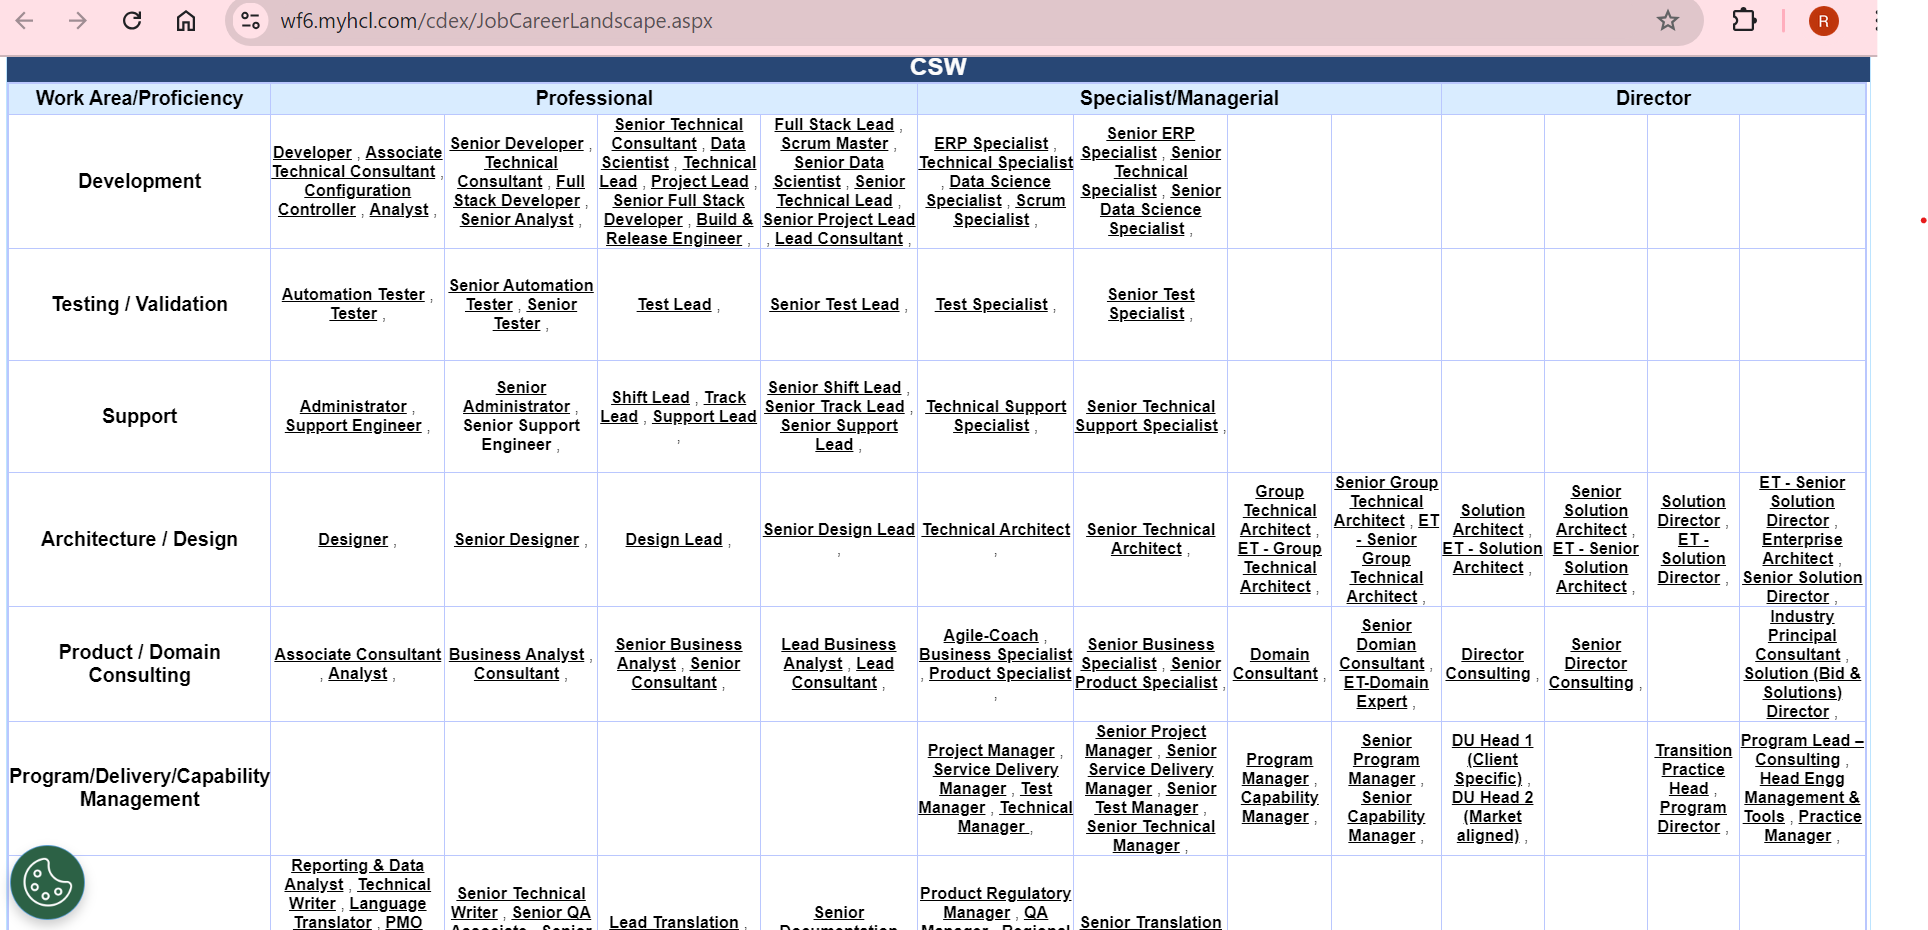 wf6.myhcl.com/cdex/JobCareerLandscape.aspx
R
CSW
Work Area/Proficiency
Professional
Specialist/Managerial
Director
Development
Developer , Associate
Technical Consultant ,
Configuration
Controller , Analyst ,
Senior Developer ,
Technical
Consultant , Full
Stack Developer ,
Senior Analyst ,
Senior Technical
Consultant , Data
Scientist , Technical
Lead , Project Lead ,
Senior Full Stack
Developer , Build &
Release Engineer ,
Full Stack Lead ,
Scrum Master ,
Senior Data
Scientist , Senior
Technical Lead ,
Senior Project Lead
, Lead Consultant ,
ERP Specialist ,
Technical Specialist
, Data Science
Specialist , Scrum
Specialist ,
Senior ERP
Specialist , Senior
Technical
Specialist , Senior
Data Science
Specialist ,
Testing / Validation
Automation Tester ,
Tester ,
Senior Automation
Tester , Senior
Tester ,
Test Lead ,
Senior Test Lead ,
Test Specialist ,
Senior Test
Specialist ,
Support
Administrator ,
Support Engineer ,
Senior
Administrator ,
Senior Support
Engineer ,
Shift Lead , Track
Lead , Support Lead
,
Senior Shift Lead ,
Senior Track Lead ,
Senior Support
Lead ,
Technical Support
Specialist ,
Senior Technical
Support Specialist ,
Architecture / Design
Designer ,
Senior Designer ,
Design Lead ,
Senior Design Lead
,
Technical Architect
,
Senior Technical
Architect ,
Group
Technical
Architect ,
ET - Group
Technical
Architect ,
Senior Group
Technical
Architect , ET
- Senior
Group
Technical
Architect ,
Solution
Architect ,
ET - Solution
Architect ,
Senior
Solution
Architect ,
ET - Senior
Solution
Architect ,
Solution
Director ,
ET -
Solution
Director ,
ET - Senior
Solution
Director ,
Enterprise
Architect ,
Senior Solution
Director ,
Product / Domain
Consulting
Associate Consultant
, Analyst ,
Business Analyst ,
Consultant ,
Senior Business
Analyst , Senior
Consultant ,
Lead Business
Analyst , Lead
Consultant ,
Agile-Coach ,
Business Specialist
, Product Specialist
,
Senior Business
Specialist , Senior
Product Specialist ,
Domain
Consultant ,
Senior
Domian
Consultant ,
ET-Domain
Expert ,
Director
Consulting ,
Senior
Director
Consulting ,
Industry
Principal
Consultant ,
Solution (Bid &
Solutions)
Director ,
Program/Delivery/Capability
Management
Project Manager ,
Service Delivery
Manager , Test
Manager , Technical
Manager ,
Senior Project
Manager , Senior
Service Delivery
Manager , Senior
Test Manager ,
Senior Technical
Manager ,
Program
Manager ,
Capability
Manager ,
Senior
Program
Manager ,
Senior
Capability
Manager ,
DU Head 1
(Client
Specific) ,
DU Head 2
(Market
aligned) ,
Transition
Practice
Head ,
Program
Director ,
Program Lead –
Consulting ,
Head Engg
Management &
Tools , Practice
Manager ,
Reporting & Data
Analyst , Technical
Writer , Language
Translator , PMO
Senior Technical
Writer , Senior QA
Associate , Senior
Lead Translation ,
Senior
Documentation
Product Regulatory
Manager , QA
Manager , Regional
Senior Translation